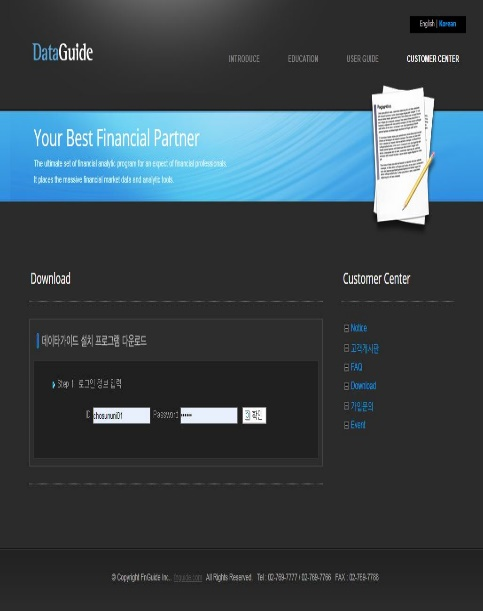 English | Korean
DataGuide
INTRODUCE EDUCATION USER GUIDE CUSTOMER CENTER
Your Best Financial Partner
The ultimate set of financial analytic program for an expect of financial professionals.
It places the massive financial market data and analytic tools.
Download
데이타가이드 설치 프로그램 다운로드
Step 1. 로그인 정보 입력
ID chosununi01 Password •••••• 확인
Customer Center
Notice
고객게시판
FAQ
Download
가입문의
Event
© Copyright FnGuide Inc., fnguide.com All Rights Reserved. Tel : 02-769-7777 / 02-769-7766 FAX : 02-769-7788